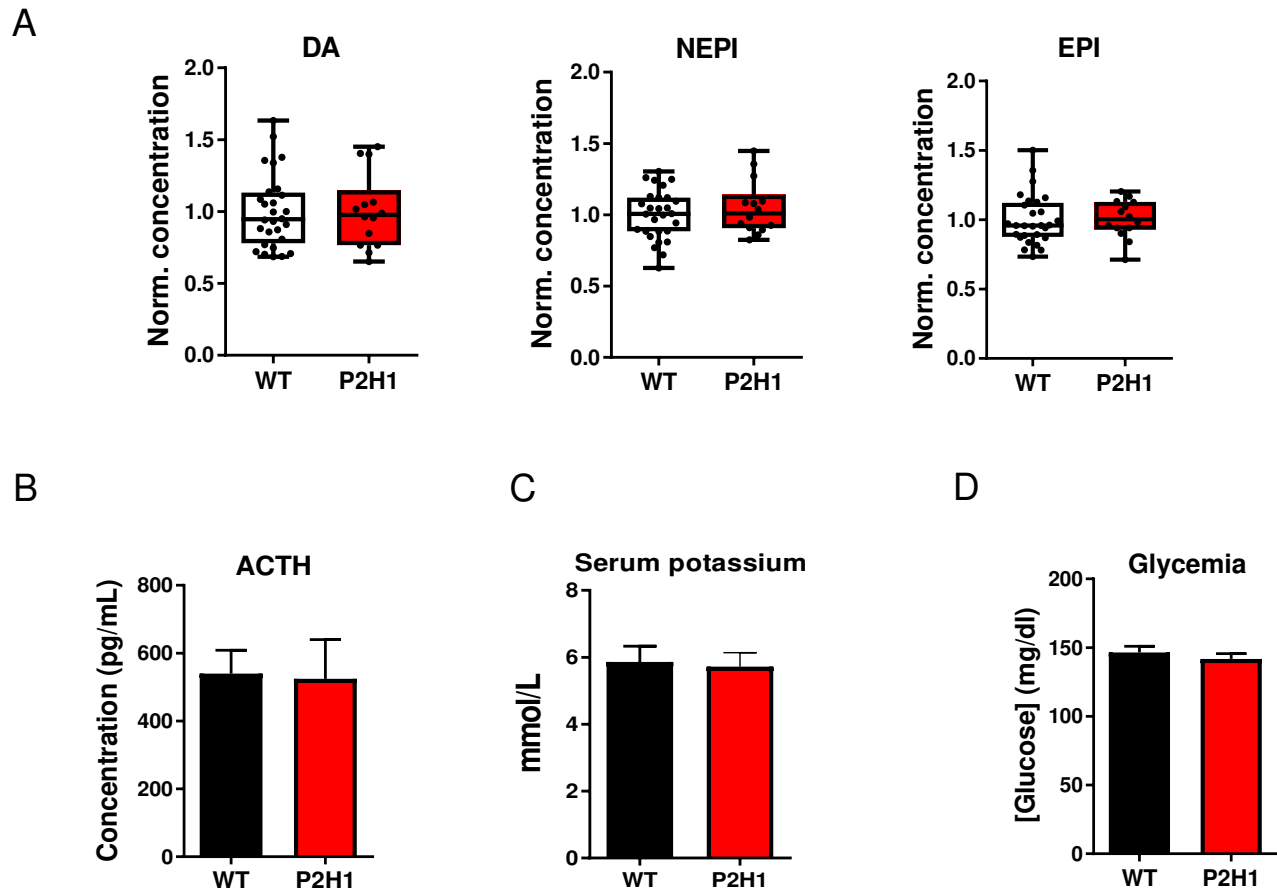 A
DA
Norm. concentration
2.0
1.5
1.0
0.5
0.0
WT P2H1
NEPI
Norm. concentration
2.0
1.5
1.0
0.5
0.0
WT P2H1
EPI
Norm. concentration
2.0
1.5
1.0
0.5
0.0
WT P2H1
B
ACTH
Concentration (pg/mL)
800
600
400
200
0
WT P2H1
C
Serum potassium
mmol/L
8
6
4
2
0
WT P2H1
D
Glycemia
[Glucose] (mg/dl)
200
150
100
50
0
WT P2H1